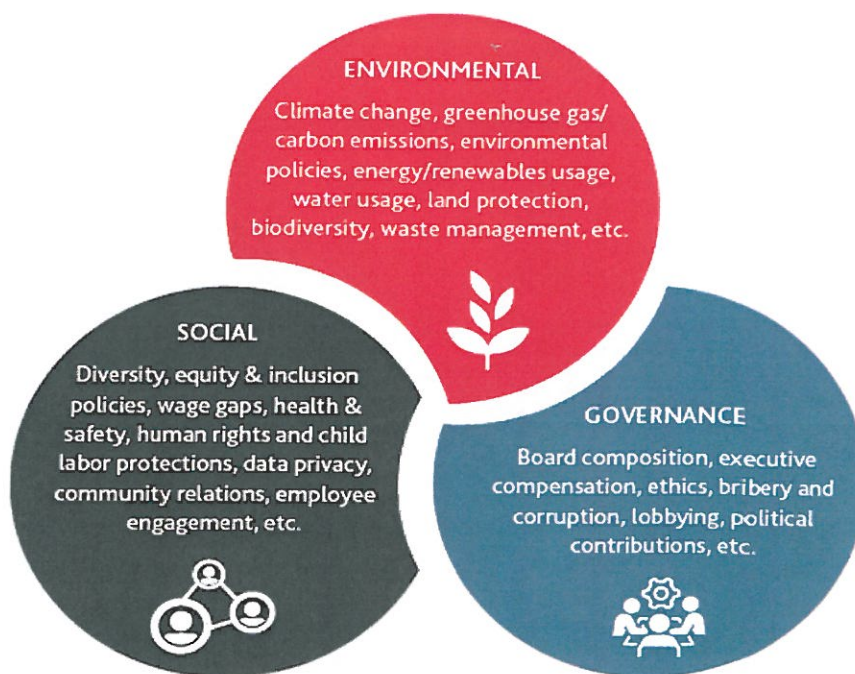 ENVIRONMENTAL
Climate change, greenhouse gas/
carbon emissions, environmental
policies, energy/renewables usage,
water usage, land protection,
biodiversity, waste management, etc.
SOCIAL
Diversity, equity & inclusion
policies, wage gaps, health &
safety, human rights and child
labor protections, data privacy,
community relations, employee
engagement, etc.
GOVERNANCE
Board composition, executive
compensation, ethics, bribery and
corruption, lobbying, political
contributions, etc.